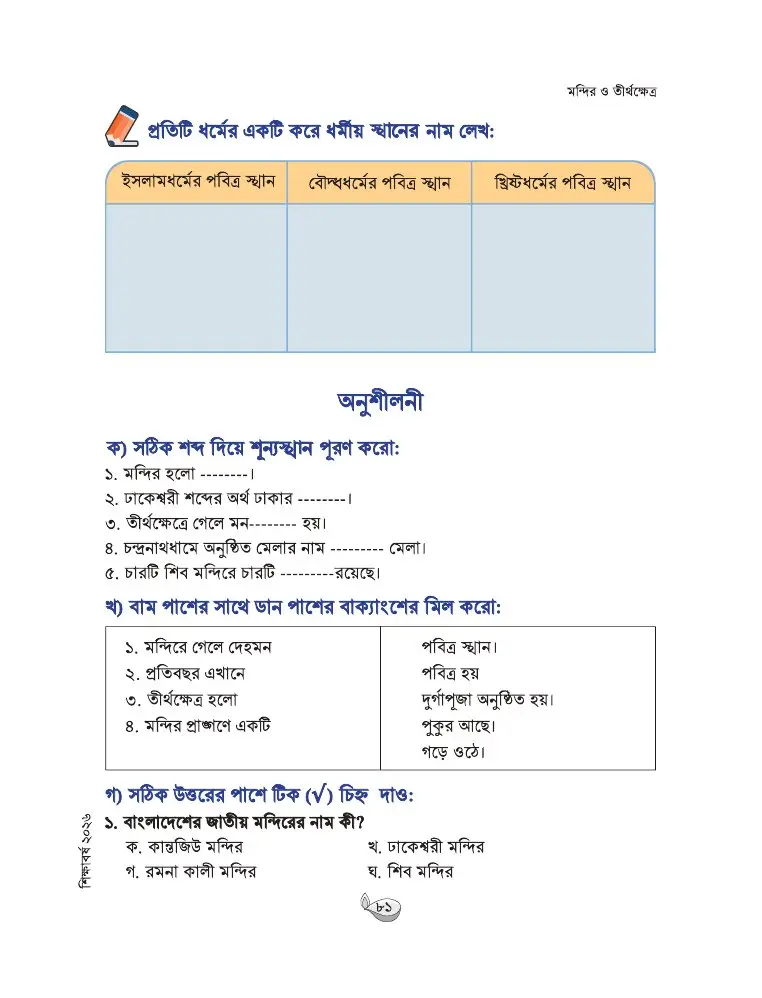 মন্দির ও তীর্থক্ষেত্র
প্রতিটি ধর্মের একটি করে ধর্মীয় স্থানের নাম লেখ:
ইসলামধর্মের পবিত্র স্থান
বৌদ্ধধর্মের পবিত্র স্থান
খ্রিষ্টধর্মের পবিত্র স্থান
অনুশীলনী
ক) সঠিক শব্দ দিয়ে শূন্যস্থান পূরণ করো:
১. মন্দির হলো --------।
২. ঢাকেশ্বরী শব্দের অর্থ ঢাকার --------।
৩. তীর্থক্ষেত্রে গেলে মন-------- হয়।
৪. চন্দ্রনাথধামে অনুষ্ঠিত মেলার নাম --------- মেলা।
৫. চারটি শিব মন্দিরে চারটি ---------রয়েছে।
খ) বাম পাশের সাথে ডান পাশের বাক্যাংশের মিল করো:
১. মন্দিরে গেলে দেহমন
২. প্রতিবছর এখানে
৩. তীর্থক্ষেত্র হলো
৪. মন্দির প্রাঙ্গণে একটি
পবিত্র স্থান।
পবিত্র হয়
দুর্গাপূজা অনুষ্ঠিত হয়।
পুকুর আছে।
গড়ে ওঠে।
গ) সঠিক উত্তরের পাশে টিক (√) চিহ্ন দাও:
১. বাংলাদেশের জাতীয় মন্দিরের নাম কী?
ক. কান্তজিউ মন্দির
খ. ঢাকেশ্বরী মন্দির
গ. রমনা কালী মন্দির
ঘ. শিব মন্দির
শিক্ষাবর্ষ ২০২৬
৮১